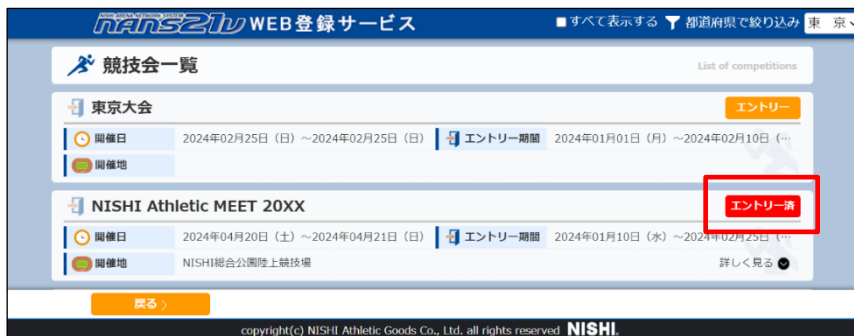 NISHI ARENA NETWORK SYSTEM
NANS21V WEB登録サービス ■すべて表示する 都道府県で絞り込み 東 京
競技会一覧 List of competitions
東京大会 エントリー
開催日 2024年02月25日（日）～2024年02月25日（日） エントリー期間 2024年01月01日（月）～2024年02月10日（…
開催地
NISHI Athletic MEET 20XX エントリー済
開催日 2024年04月20日（土）～2024年04月21日（日） エントリー期間 2024年01月10日（水）～2024年02月25日（…
開催地 NISHI総合公園陸上競技場 詳しく見る
戻る 〉
copyright(c) NISHI Athletic Goods Co., Ltd. all rights reserved NISHI.